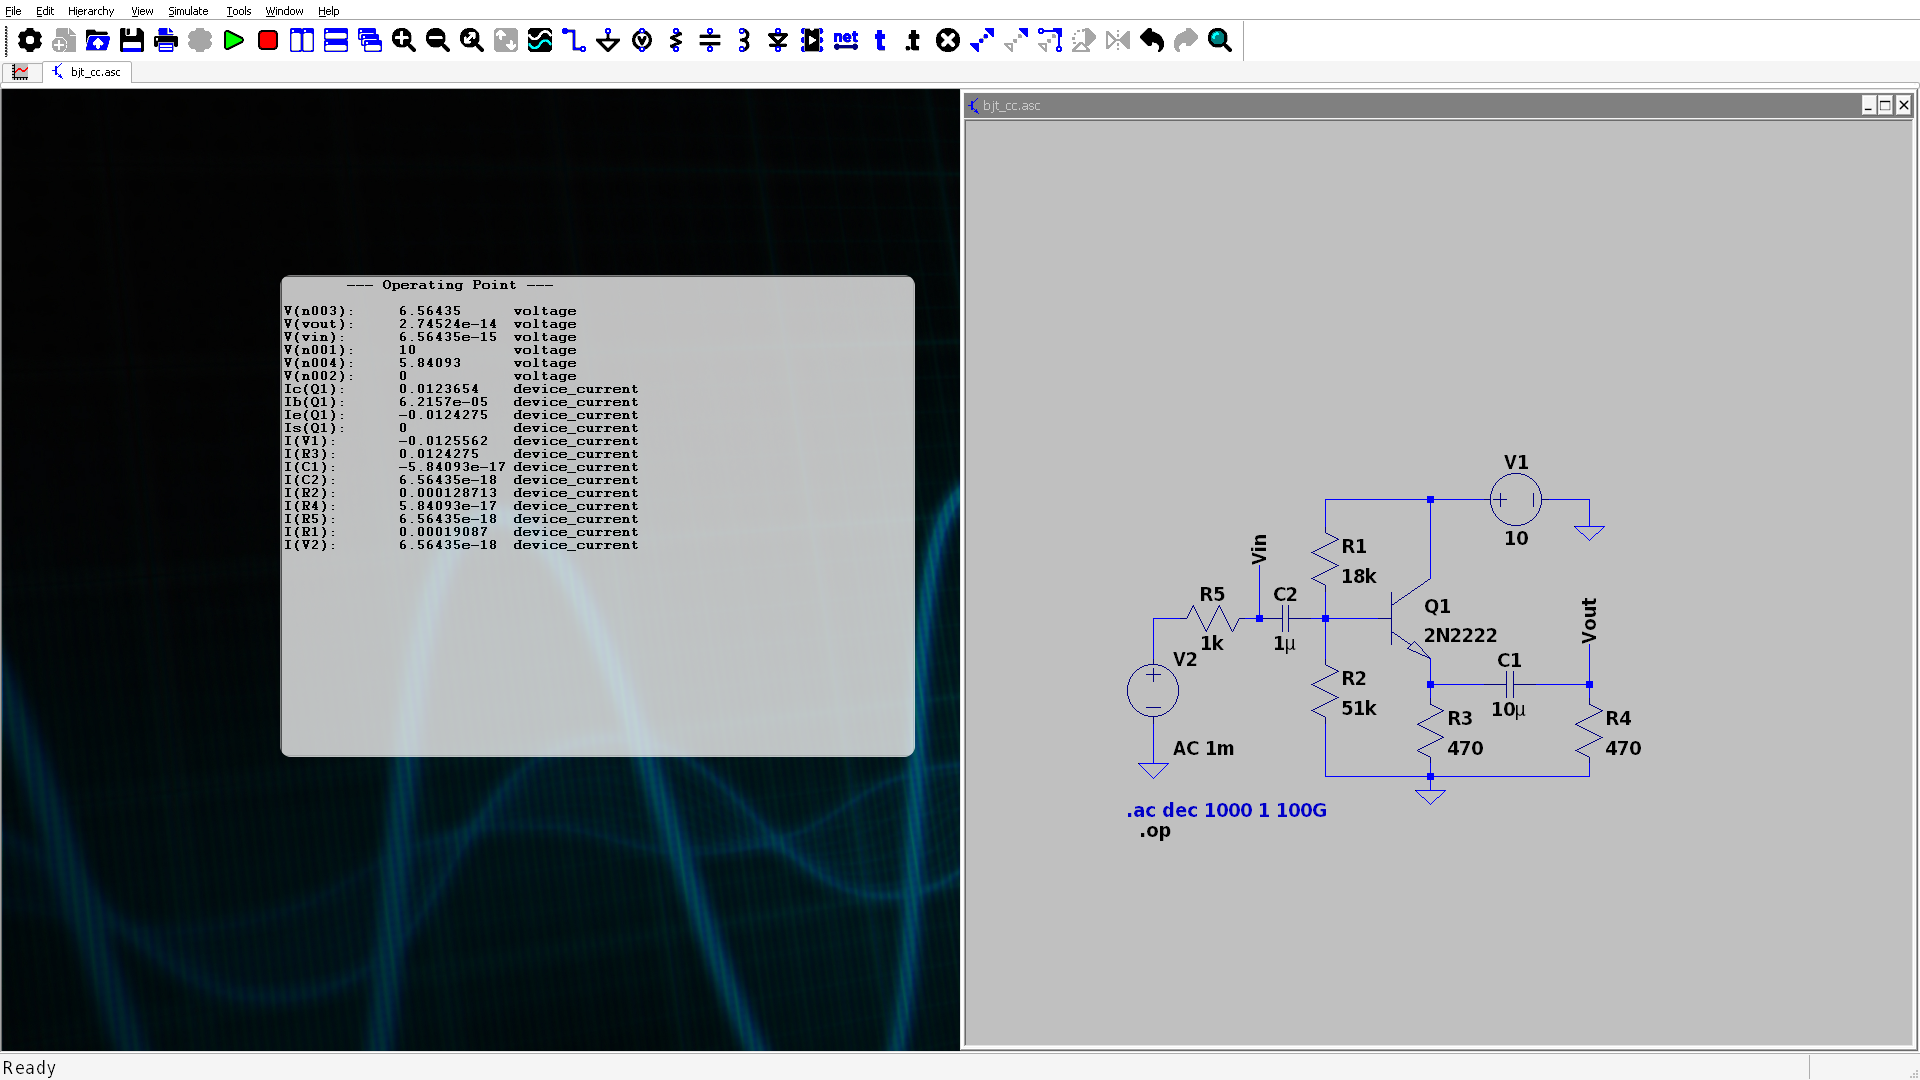 File Edit Hierarchy View Simulate Tools Window Help
net t .t
bjt_cc.asc
bjt_cc.asc
--- Operating Point ---
V(n003): 6.56435 voltage
V(vout): 2.74524e-14 voltage
V(vin): 6.56435e-15 voltage
V(n001): 10 voltage
V(n004): 5.84093 voltage
V(n002): 0 voltage
Ic(Q1): 0.0123654 device_current
Ib(Q1): 6.2157e-05 device_current
Ie(Q1): -0.0124275 device_current
Is(Q1): 0 device_current
I(V1): -0.0125562 device_current
I(R3): 0.0124275 device_current
I(C1): -5.84093e-17 device_current
I(C2): 6.56435e-18 device_current
I(R2): 0.000128713 device_current
I(R4): 5.84093e-17 device_current
I(R5): 6.56435e-18 device_current
I(R1): 0.00019087 device_current
I(V2): 6.56435e-18 device_current
V1
10
Vin
R1
18k
R5
1k
C2
1µ
Q1
2N2222
Vout
V2
AC 1m
R2
51k
C1
10µ
R3
470
R4
470
.ac dec 1000 1 100G
.op
Ready